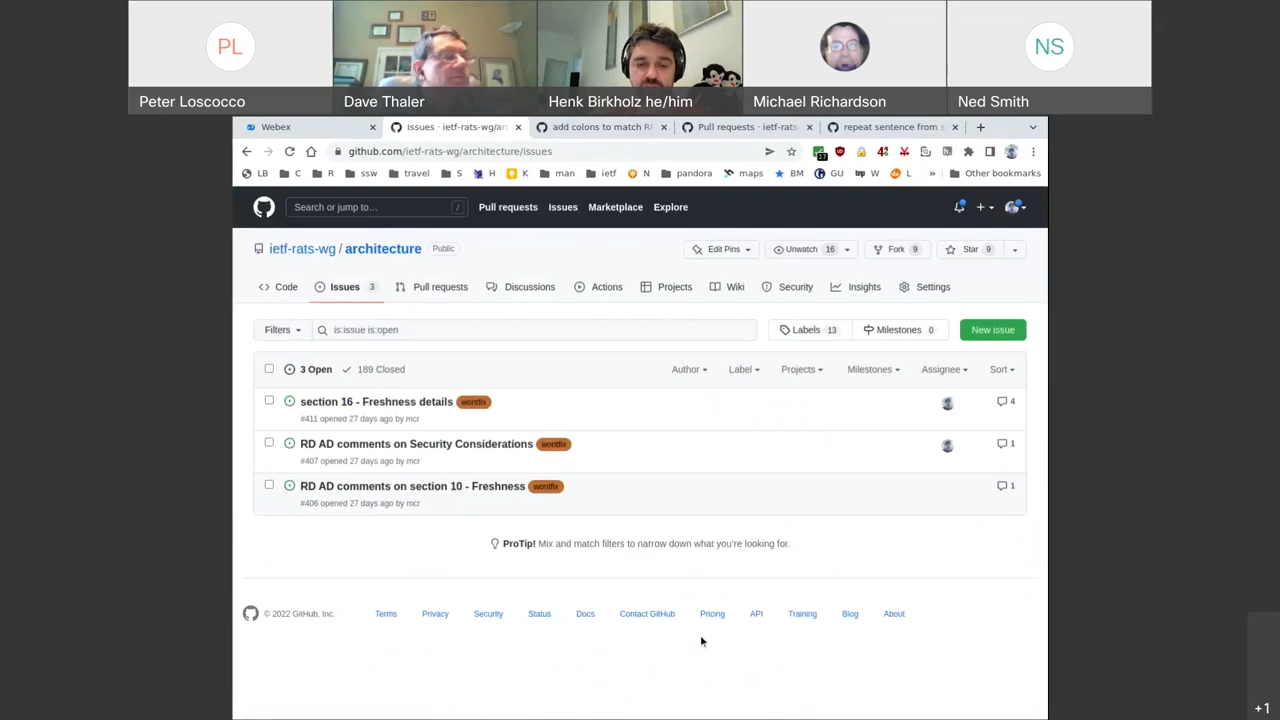 PL
NS
Peter Loscocco
Dave Thaler
Henk Birkholz he/him
Michael Richardson
Ned Smith
Webex
Issues - ietf-rats-wg/arc
add colons to match RF
Pull requests - ietf-rats
repeat sentence from s
github.com/ietf-rats-wg/architecture/issues
17
LB C R ssw travel S H K man ietf N pandora maps BM GU W L » Other bookmarks
Search or jump to… /
Pull requests Issues Marketplace Explore
ietf-rats-wg / architecture Public
Edit Pins Unwatch 16 Fork 9 Star 9
Code Issues 3 Pull requests Discussions Actions Projects Wiki Security Insights Settings
Filters is:issue is:open Labels 13 Milestones 0 New issue
3 Open 189 Closed Author Label Projects Milestones Assignee Sort
section 16 - Freshness details wontfix 4
#411 opened 27 days ago by mcr
RD AD comments on Security Considerations wontfix 1
#407 opened 27 days ago by mcr
RD AD comments on section 10 - Freshness wontfix 1
#406 opened 27 days ago by mcr
ProTip! Mix and match filters to narrow down what you're looking for.
© 2022 GitHub, Inc. Terms Privacy Security Status Docs Contact GitHub Pricing API Training Blog About
+1